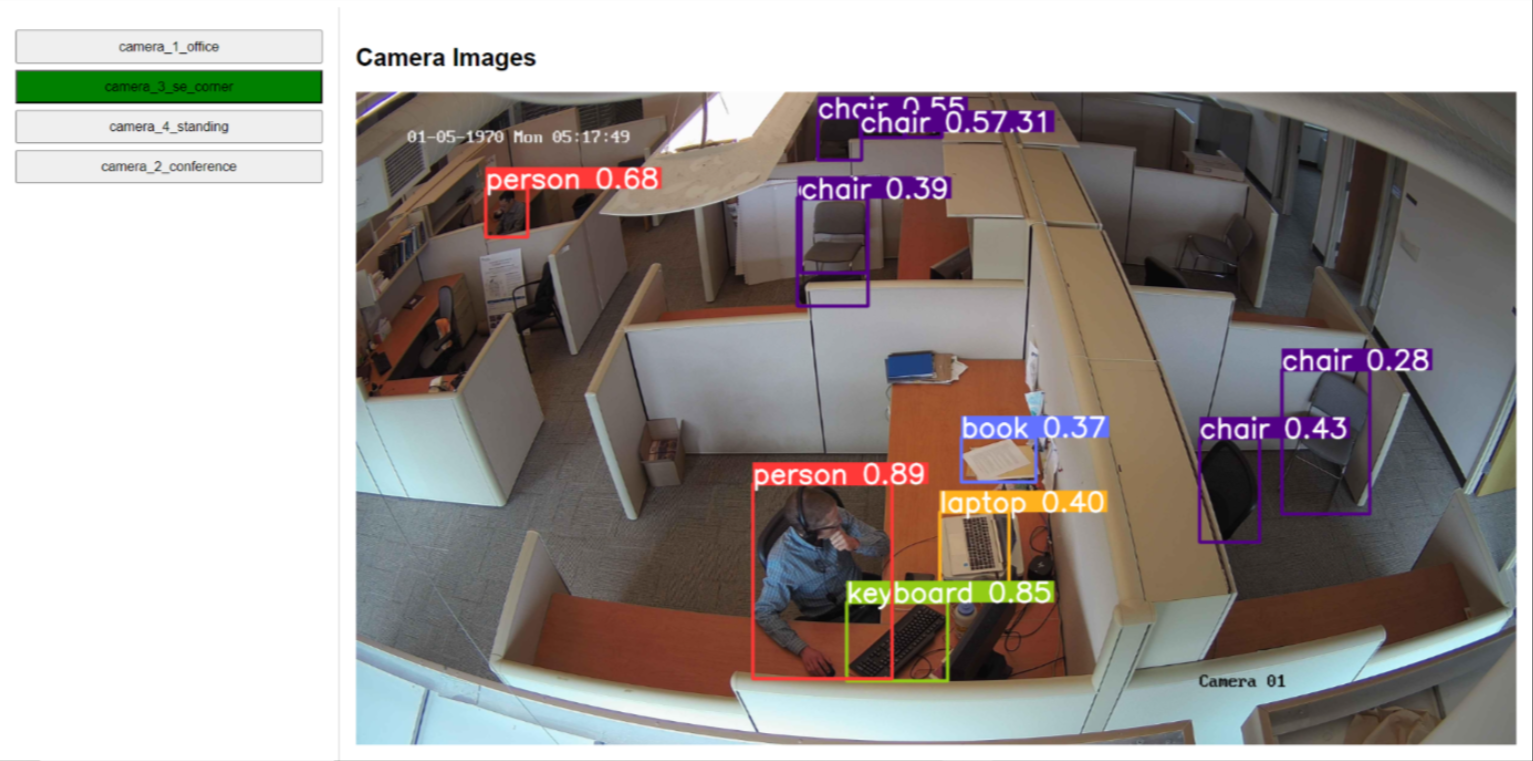 camera_1_office
camera_3_se_corner
camera_4_standing
camera_2_conference
Camera Images
01-05-1970 Mon 05:17:49
chair 0.55
chair 0.57.31
person 0.68
chair 0.39
chair 0.28
book 0.37
chair 0.43
person 0.89
laptop 0.40
keyboard 0.85
Camera 01